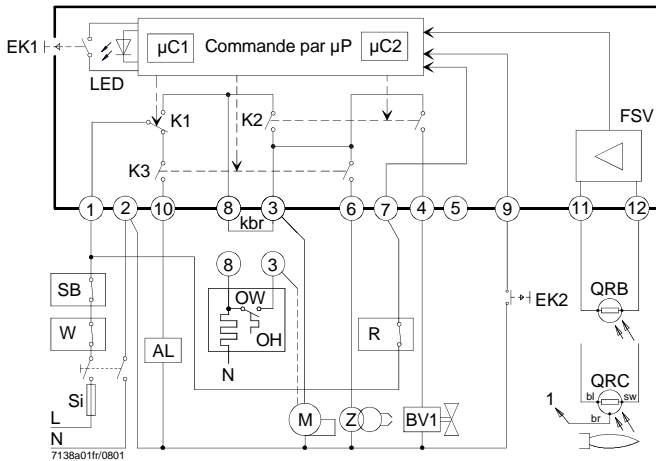 EK1
µC1 Commande par µP µC2
LED
FSV
K1 K2
K3
1 2 10 8 3 6 7 4 5 9 11 12
kbr
8 3
SB
QRB
OW
EK2
W
AL
OH
R
N
QRC
Si
bl sw
1
M Z BV1
br
L
N
7138a01fr/0801